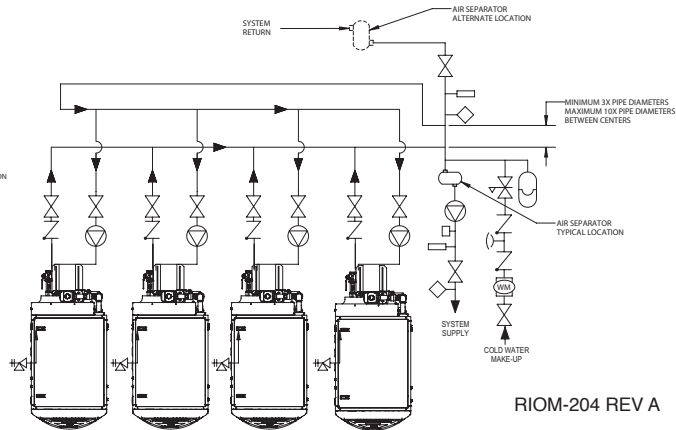 SYSTEM
RETURN
AIR SEPARATOR
ALTERNATE LOCATION
MINIMUM 3X PIPE DIAMETERS
MAXIMUM 10X PIPE DIAMETERS
BETWEEN CENTERS
ON
AIR SEPARATOR
TYPICAL LOCATION
WM
SYSTEM
SUPPLY
COLD WATER
MAKE-UP
RIOM-204 REV A